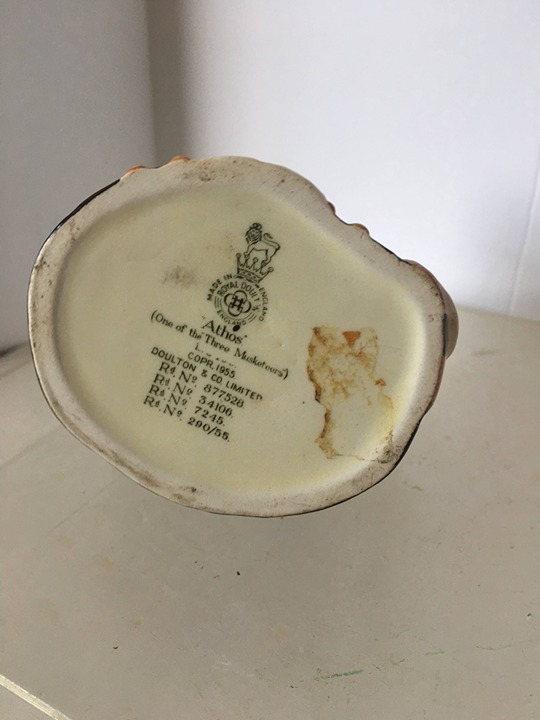 MADE IN ENGLAND
ROYAL DOULTON
ENGLAND
"Athos"
(One of the Three Musketeers)
COPR. 1955.
DOULTON & CO. LIMITED
Rd. No. 877528
Rd. No. 34106.
Rd. No. 7245.
Rd. No. 290/55.